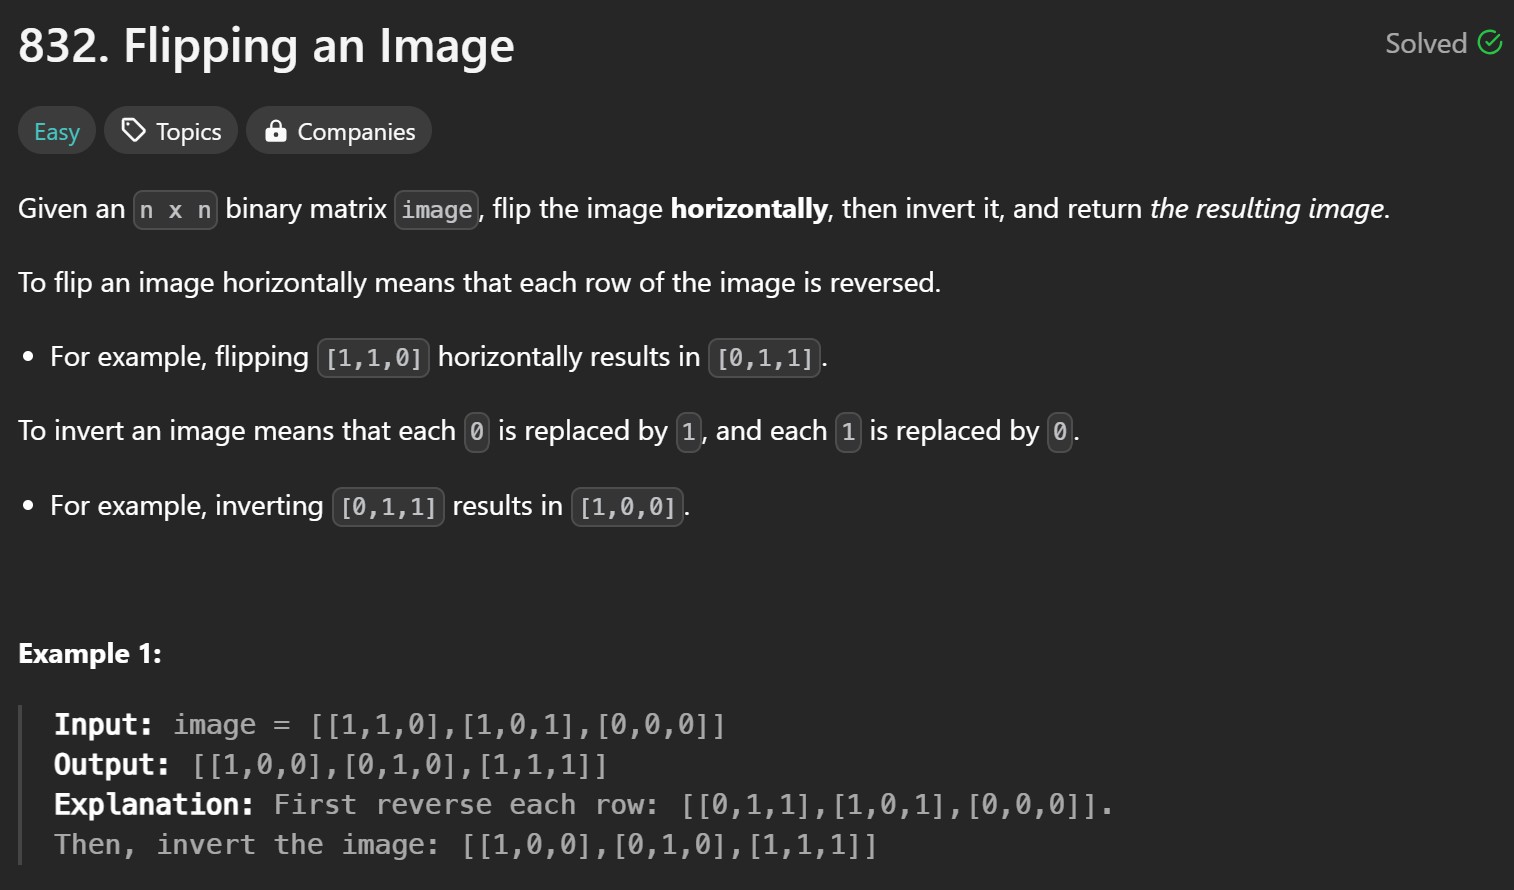 832. Flipping an Image
Solved
Easy Topics Companies
Given an n x n binary matrix image, flip the image horizontally, then invert it, and return the resulting image.
To flip an image horizontally means that each row of the image is reversed.
• For example, flipping [1,1,0] horizontally results in [0,1,1].
To invert an image means that each 0 is replaced by 1, and each 1 is replaced by 0.
• For example, inverting [0,1,1] results in [1,0,0].
Example 1:
Input: image = [[1,1,0],[1,0,1],[0,0,0]]
Output: [[1,0,0],[0,1,0],[1,1,1]]
Explanation: First reverse each row: [[0,1,1],[1,0,1],[0,0,0]].
Then, invert the image: [[1,0,0],[0,1,0],[1,1,1]]